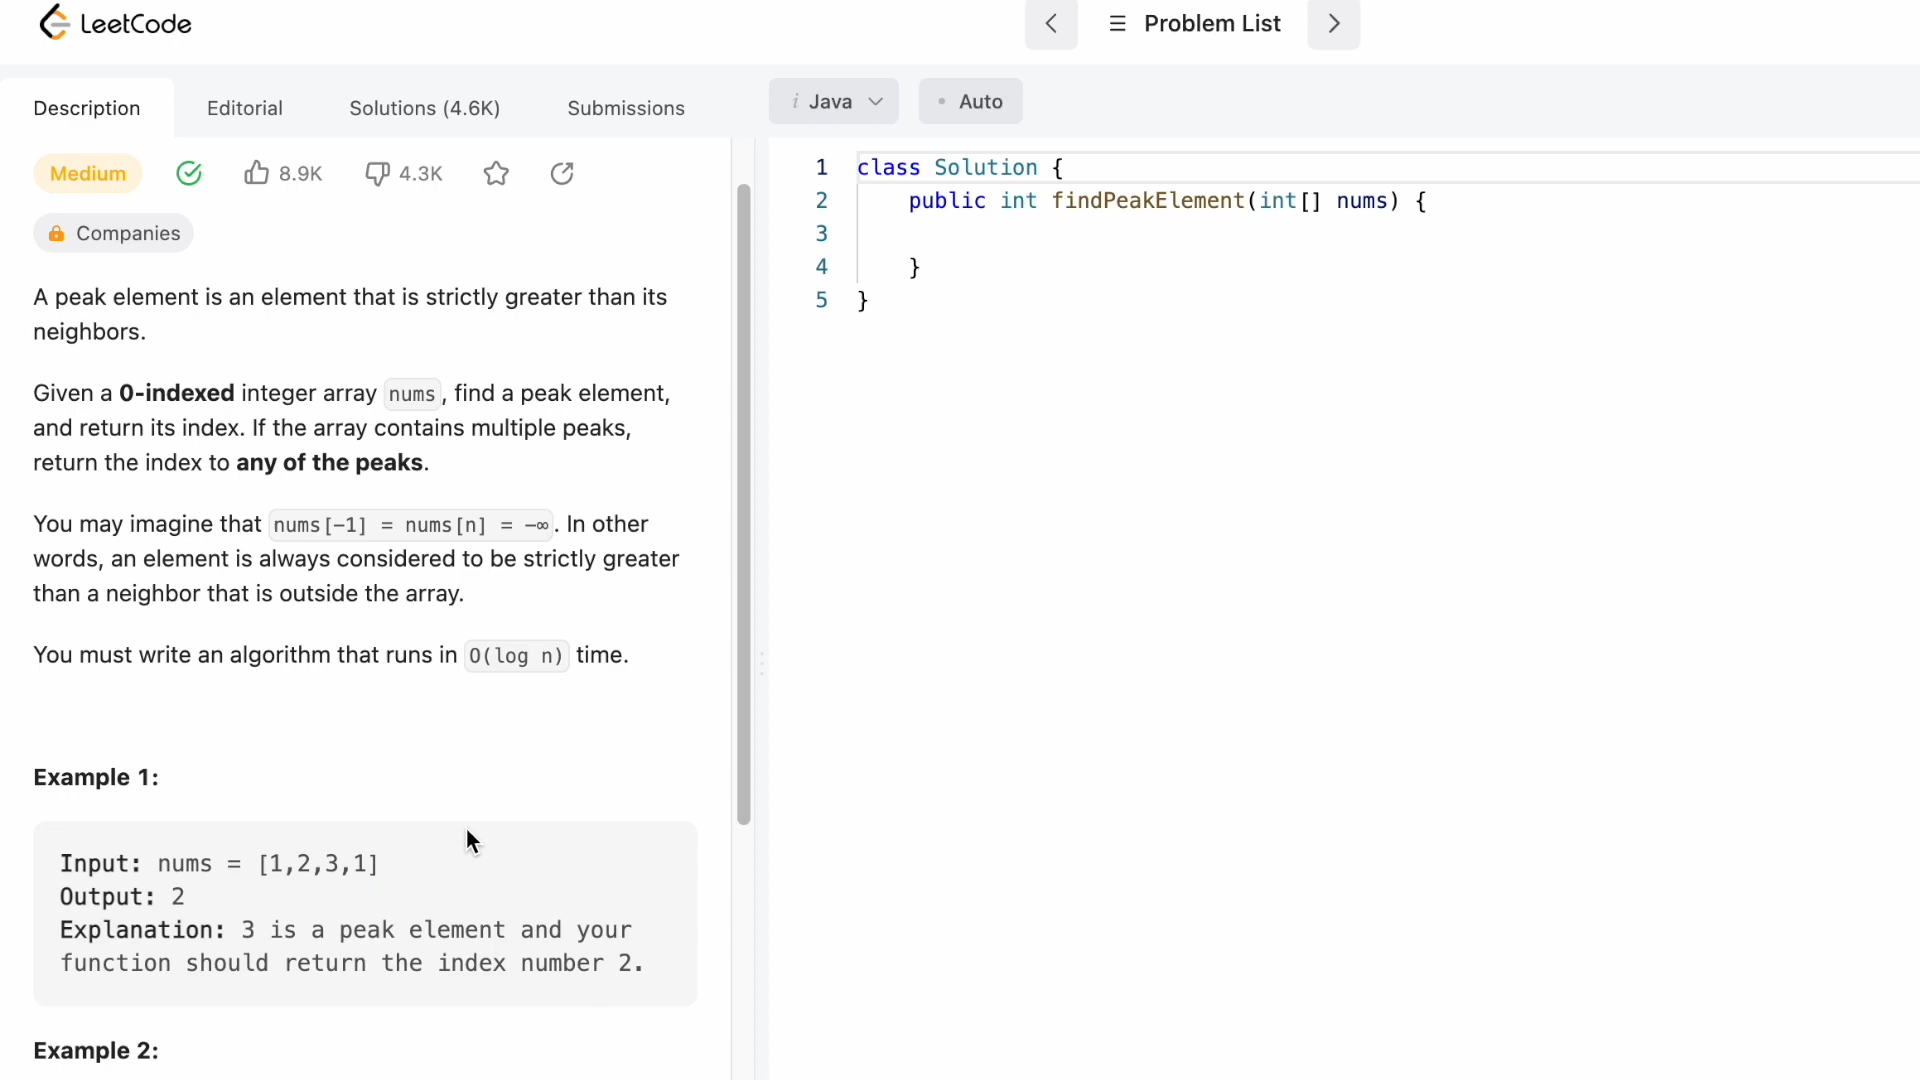 LeetCode
Problem List
Description Editorial Solutions (4.6K) Submissions
i Java Auto
Medium 8.9K 4.3K
Companies
A peak element is an element that is strictly greater than its
neighbors.
Given a 0-indexed integer array nums, find a peak element,
and return its index. If the array contains multiple peaks,
return the index to any of the peaks.
You may imagine that nums[-1] = nums[n] = -∞. In other
words, an element is always considered to be strictly greater
than a neighbor that is outside the array.
You must write an algorithm that runs in O(log n) time.
Example 1:
Input: nums = [1,2,3,1]
Output: 2
Explanation: 3 is a peak element and your
function should return the index number 2.
Example 2:
1 class Solution {
2     public int findPeakElement(int[] nums) {
3
4     }
5 }